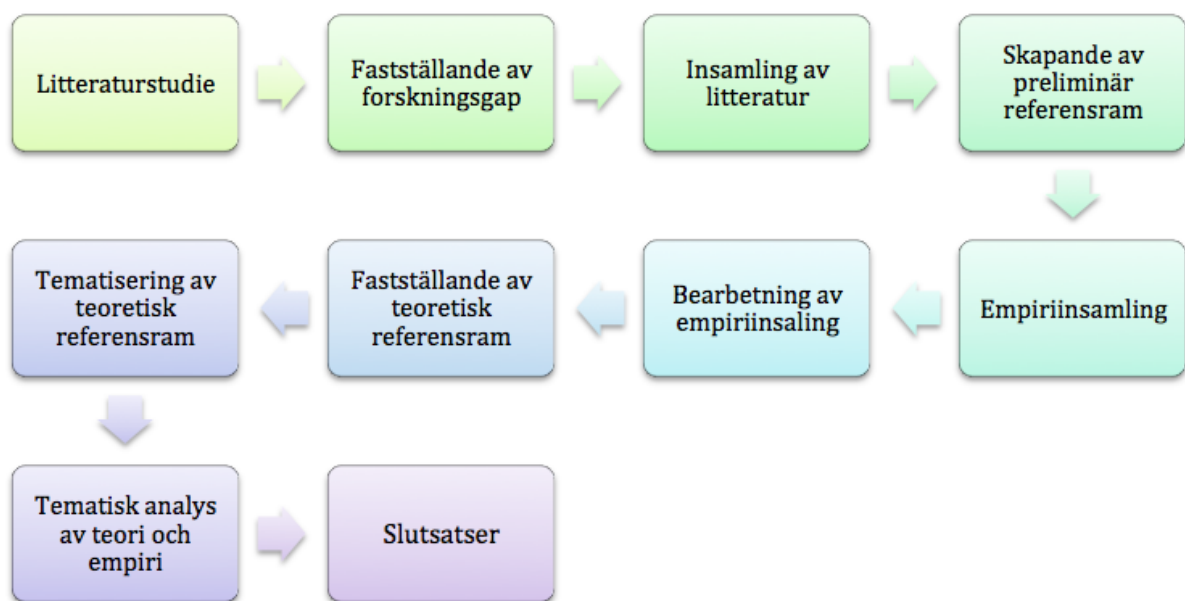 Litteraturstudie
Fastställande av
forskningsgap
Insamling av
litteratur
Skapande av
preliminär
referensram
Empiriinsamling
Bearbetning av
empiriinsaling
Fastställande av
teoretisk
referensram
Tematisering av
teoretisk
referensram
Tematisk analys
av teori och
empiri
Slutsatser